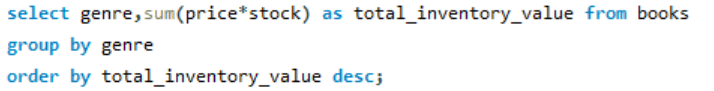 select genre,sum(price*stock) as total_inventory_value from books
group by genre
order by total_inventory_value desc;